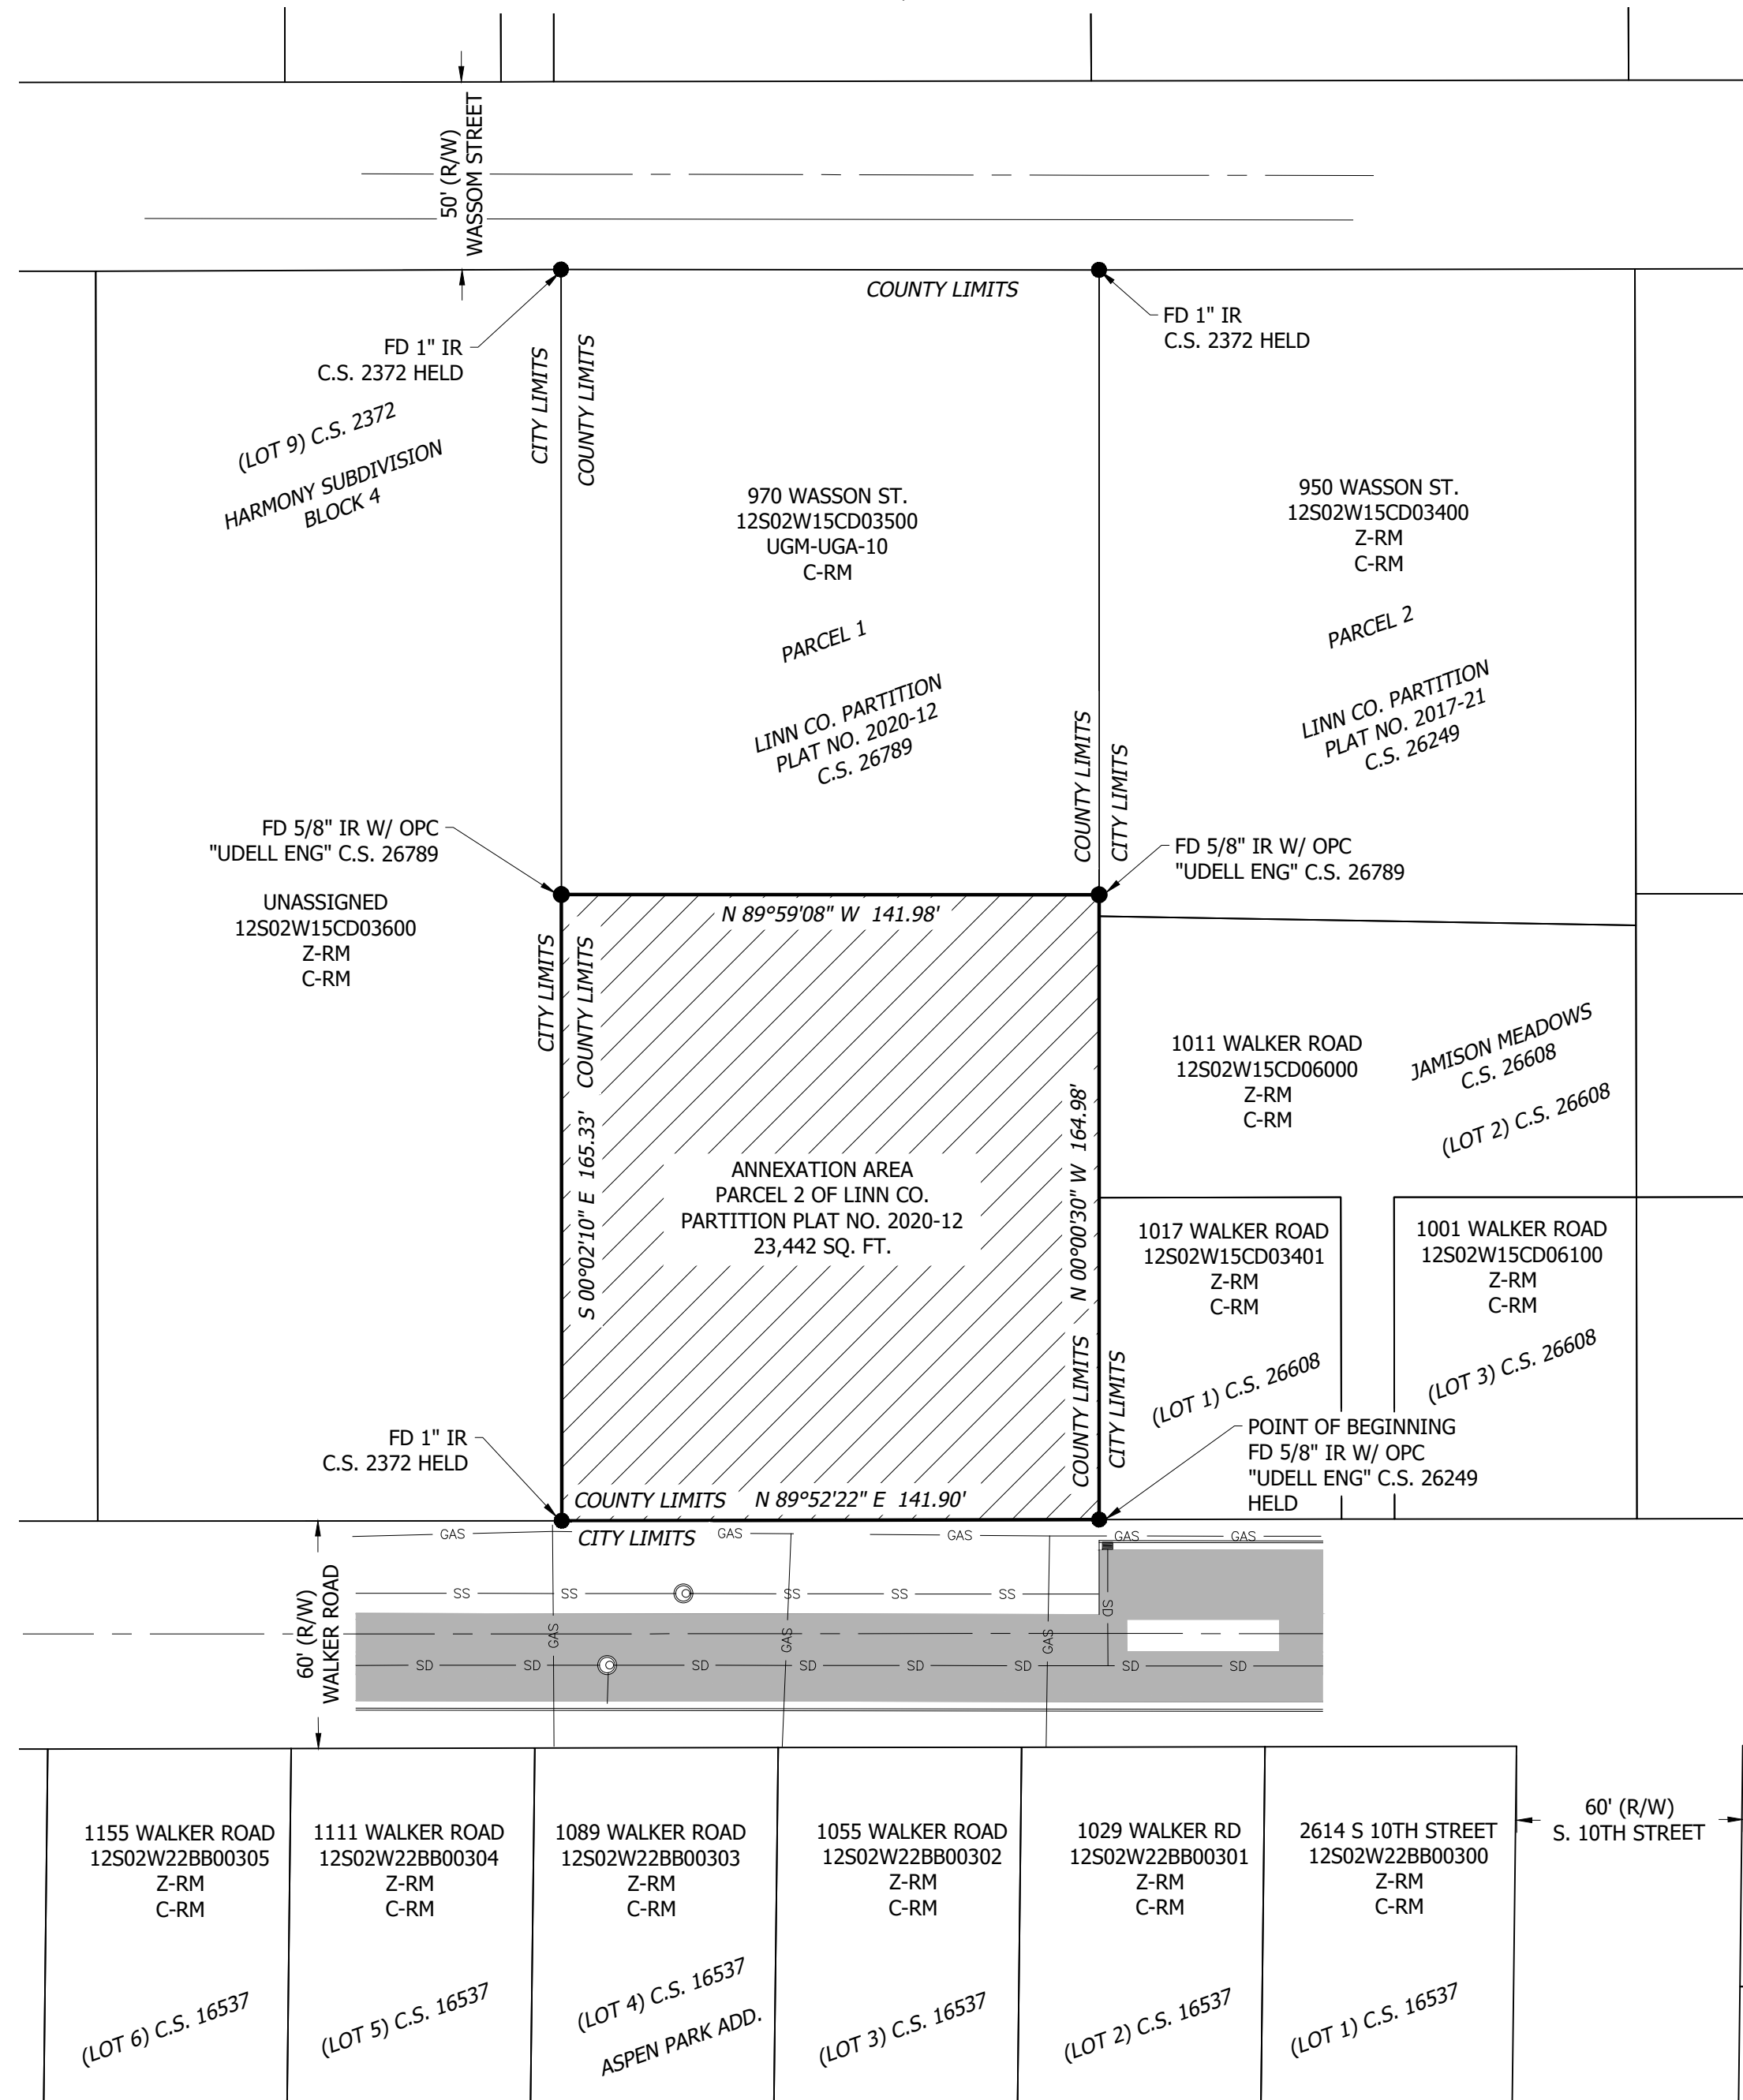 50' (R/W)
WASSOM STREET
COUNTY LIMITS
FD 1" IR
C.S. 2372 HELD
FD 1" IR
C.S. 2372 HELD
CITY LIMITS
COUNTY LIMITS
(LOT 9) C.S. 2372
HARMONY SUBDIVISION
BLOCK 4
970 WASSON ST.
12S02W15CD03500
UGM-UGA-10
C-RM
PARCEL 1
LINN CO. PARTITION
PLAT NO. 2020-12
C.S. 26789
950 WASSON ST.
12S02W15CD03400
Z-RM
C-RM
PARCEL 2
LINN CO. PARTITION
PLAT NO. 2017-21
C.S. 26249
COUNTY LIMITS
CITY LIMITS
FD 5/8" IR W/ OPC
"UDELL ENG" C.S. 26789
FD 5/8" IR W/ OPC
"UDELL ENG" C.S. 26789
UNASSIGNED
12S02W15CD03600
Z-RM
C-RM
N 89°59'08" W 141.98'
CITY LIMITS
COUNTY LIMITS
S 00°02'10" E 165.33'
ANNEXATION AREA
PARCEL 2 OF LINN CO.
PARTITION PLAT NO. 2020-12
23,442 SQ. FT.
N 00°00'30" W 164.98'
COUNTY LIMITS
CITY LIMITS
1011 WALKER ROAD
12S02W15CD06000
Z-RM
C-RM
JAMISON MEADOWS
C.S. 26608
(LOT 2) C.S. 26608
1017 WALKER ROAD
12S02W15CD03401
Z-RM
C-RM
(LOT 1) C.S. 26608
1001 WALKER ROAD
12S02W15CD06100
Z-RM
C-RM
(LOT 3) C.S. 26608
FD 1" IR
C.S. 2372 HELD
POINT OF BEGINNING
FD 5/8" IR W/ OPC
"UDELL ENG" C.S. 26249
HELD
COUNTY LIMITS N 89°52'22" E 141.90'
CITY LIMITS
GAS GAS GAS GAS GAS
SS SS SS SS SS
SD
GAS GAS GAS
SD SD SD SD SD SD SD SD
60' (R/W)
WALKER ROAD
60' (R/W)
S. 10TH STREET
1155 WALKER ROAD
12S02W22BB00305
Z-RM
C-RM
(LOT 6) C.S. 16537
1111 WALKER ROAD
12S02W22BB00304
Z-RM
C-RM
(LOT 5) C.S. 16537
1089 WALKER ROAD
12S02W22BB00303
Z-RM
C-RM
(LOT 4) C.S. 16537
ASPEN PARK ADD.
1055 WALKER ROAD
12S02W22BB00302
Z-RM
C-RM
(LOT 3) C.S. 16537
1029 WALKER RD
12S02W22BB00301
Z-RM
C-RM
(LOT 2) C.S. 16537
2614 S 10TH STREET
12S02W22BB00300
Z-RM
C-RM
(LOT 1) C.S. 16537